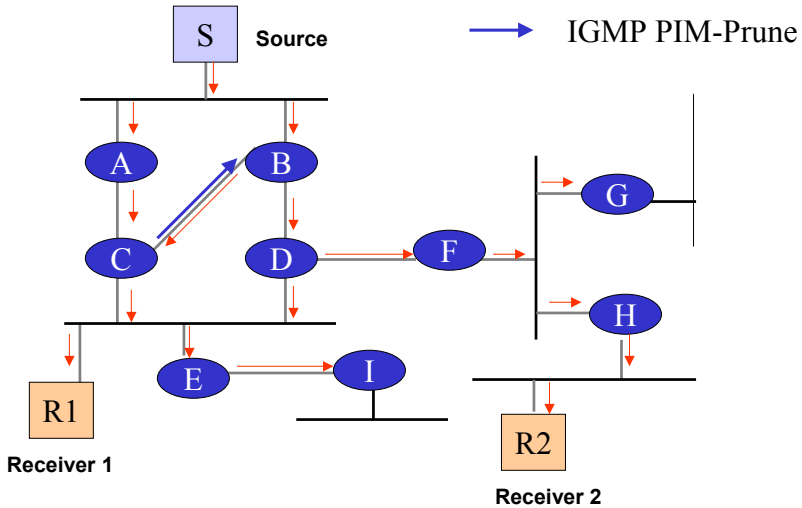 S
Source
IGMP PIM-Prune
A
B
G
C
D
F
H
E
I
R1
R2
Receiver 1
Receiver 2